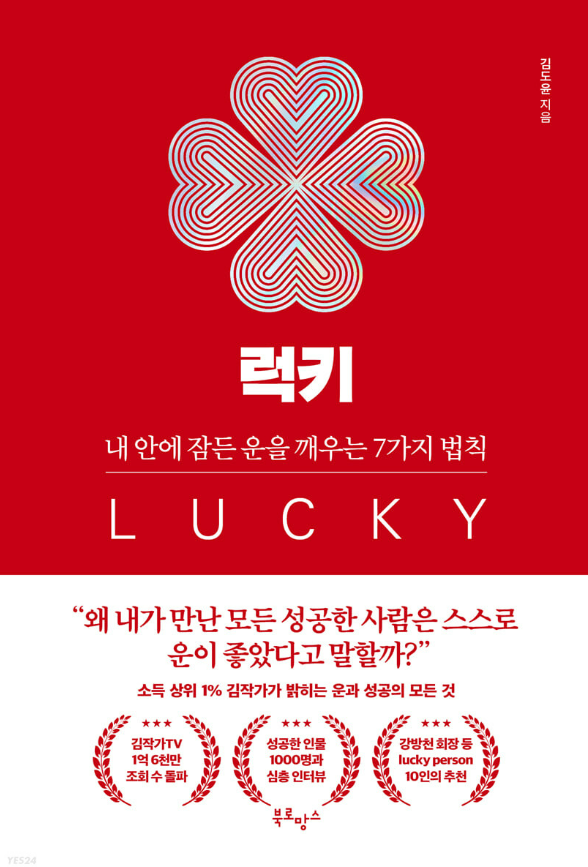 김도윤 지음
럭키
내 안에 잠든 운을 깨우는 7가지 법칙
LUCKY
“왜 내가 만난 모든 성공한 사람은 스스로
운이 좋았다고 말할까?”
소득 상위 1% 김작가가 밝히는 운과 성공의 모든 것
김작가TV
1억 6천만
조회 수 돌파
성공한 인물
1000명과
심층 인터뷰
강방천 회장 등
lucky person
10인의 추천
북로망스
YES24